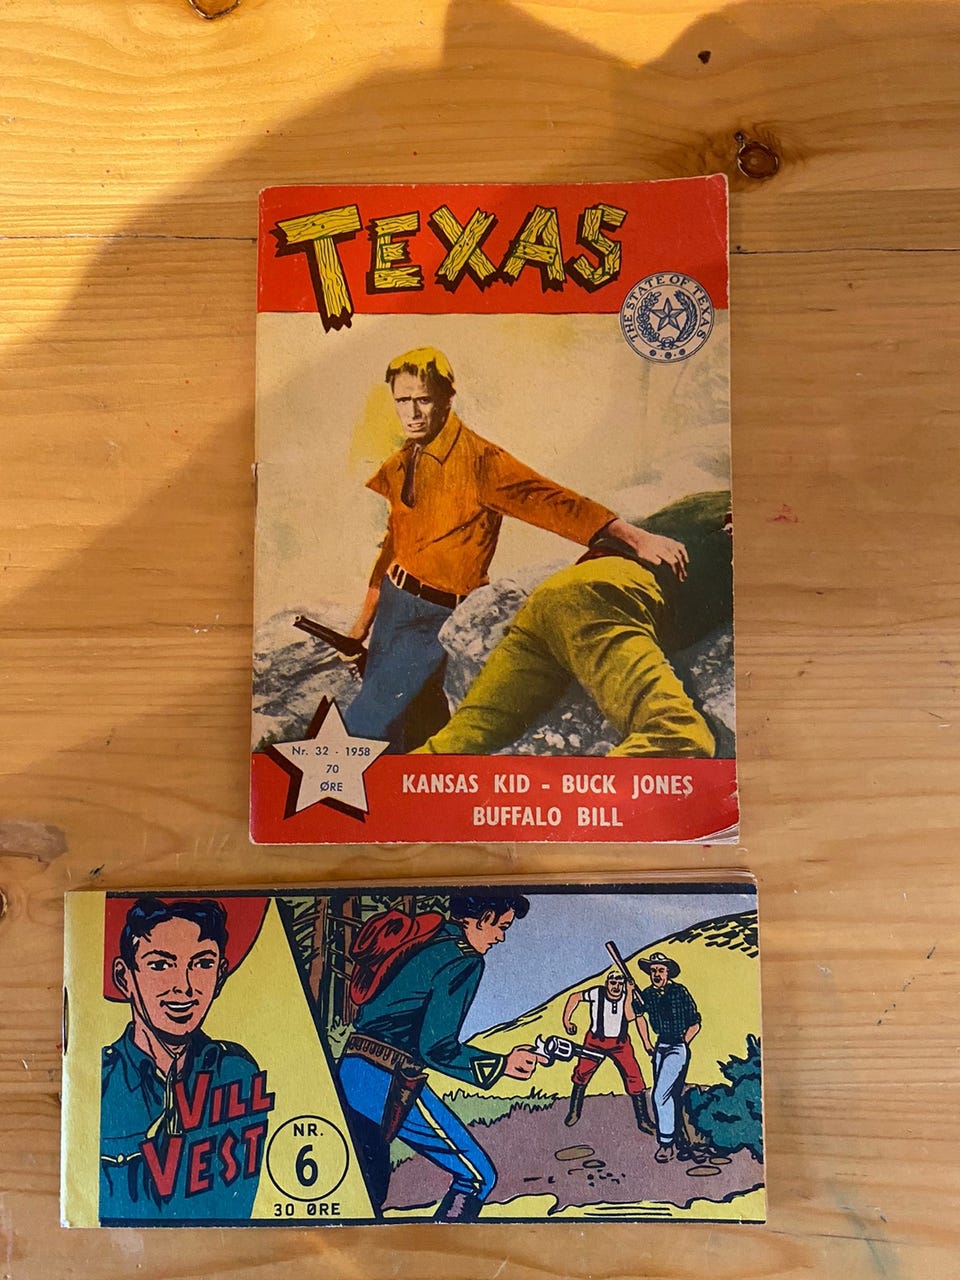 TEXAS
THE STATE OF TEXAS
Nr. 32 - 1958
70
ØRE
KANSAS KID - BUCK JONES
BUFFALO BILL
VILL
VEST
NR.
6
30 ØRE